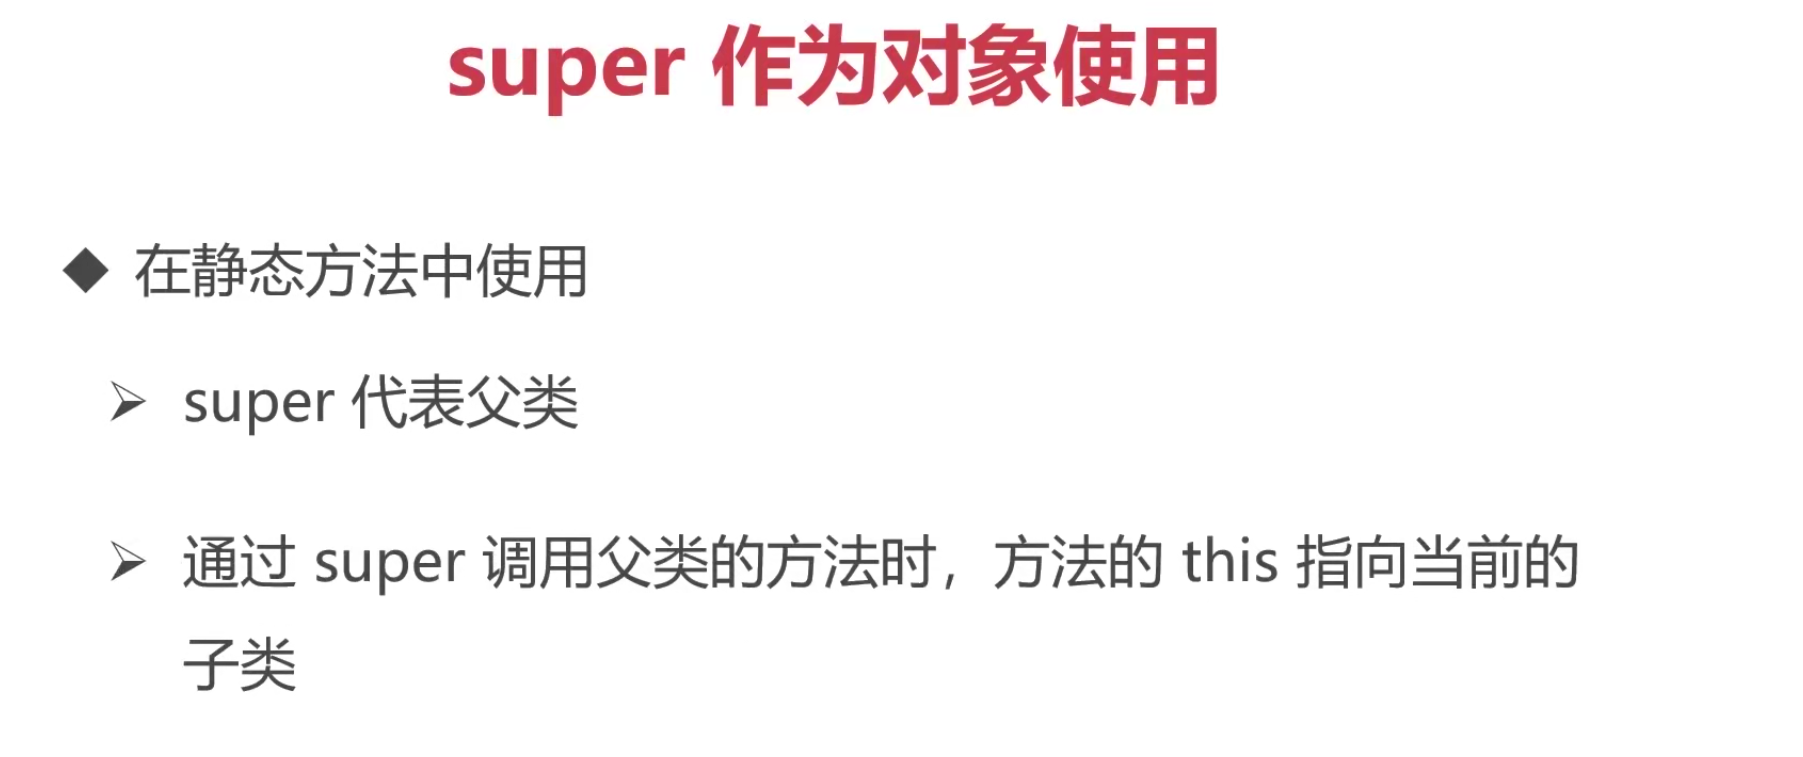 super 作为对象使用
在静态方法中使用
super 代表父类
通过 super 调用父类的方法时，方法的 this 指向当前的
子类